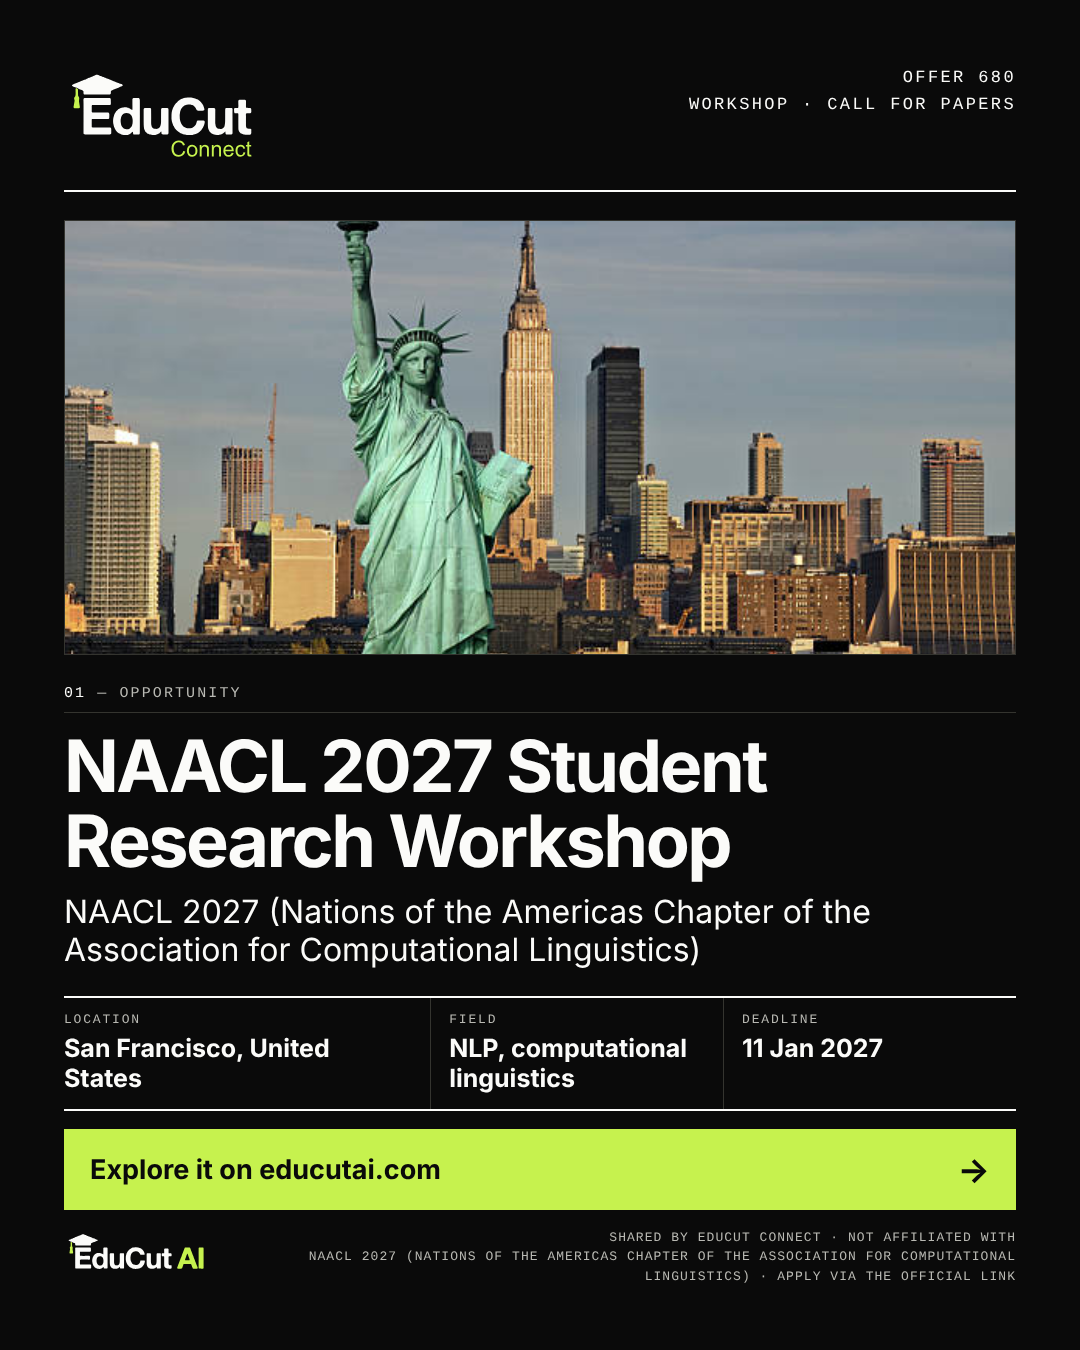 EduCut
Connect
OFFER 680
WORKSHOP · CALL FOR PAPERS
01 — OPPORTUNITY
NAACL 2027 Student
Research Workshop
NAACL 2027 (Nations of the Americas Chapter of the
Association for Computational Linguistics)
LOCATION
San Francisco, United
States
FIELD
NLP, computational
linguistics
DEADLINE
11 Jan 2027
Explore it on educutai.com →
EduCut AI
SHARED BY EDUCUT CONNECT · NOT AFFILIATED WITH
NAACL 2027 (NATIONS OF THE AMERICAS CHAPTER OF THE ASSOCIATION FOR COMPUTATIONAL
LINGUISTICS) · APPLY VIA THE OFFICIAL LINK